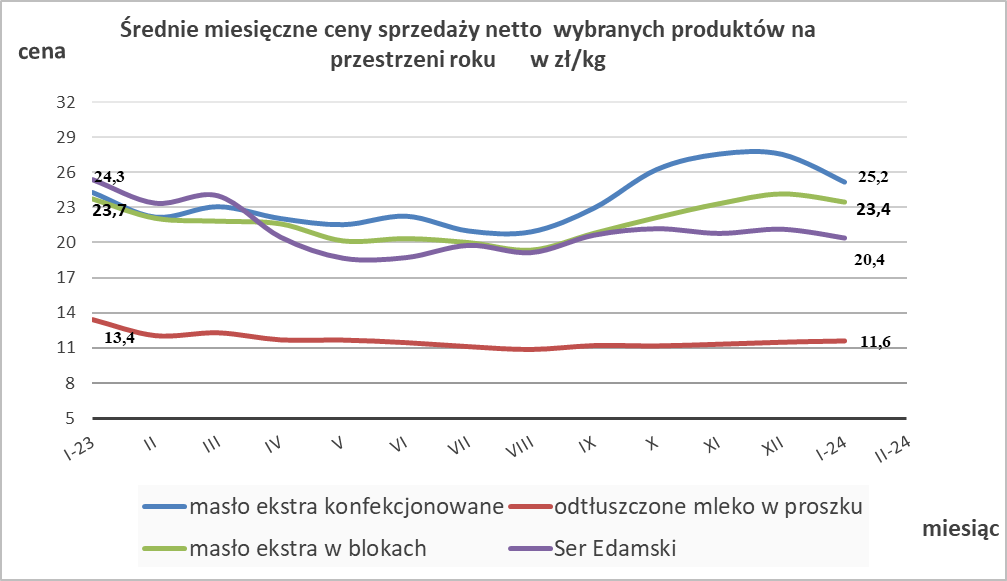 Średnie miesięczne ceny sprzedaży netto wybranych produktów na
przestrzeni roku w zł/kg
cena
32
29
26
23
20
17
14
11
8
5
24,3
23,7
13,4
25,2
23,4
20,4
11,6
I-23 II III IV V VI VII VIII IX X XI XII I-24 II-24
masło ekstra konfekcjonowane odtłuszczone mleko w proszku
masło ekstra w blokach Ser Edamski
miesiąc